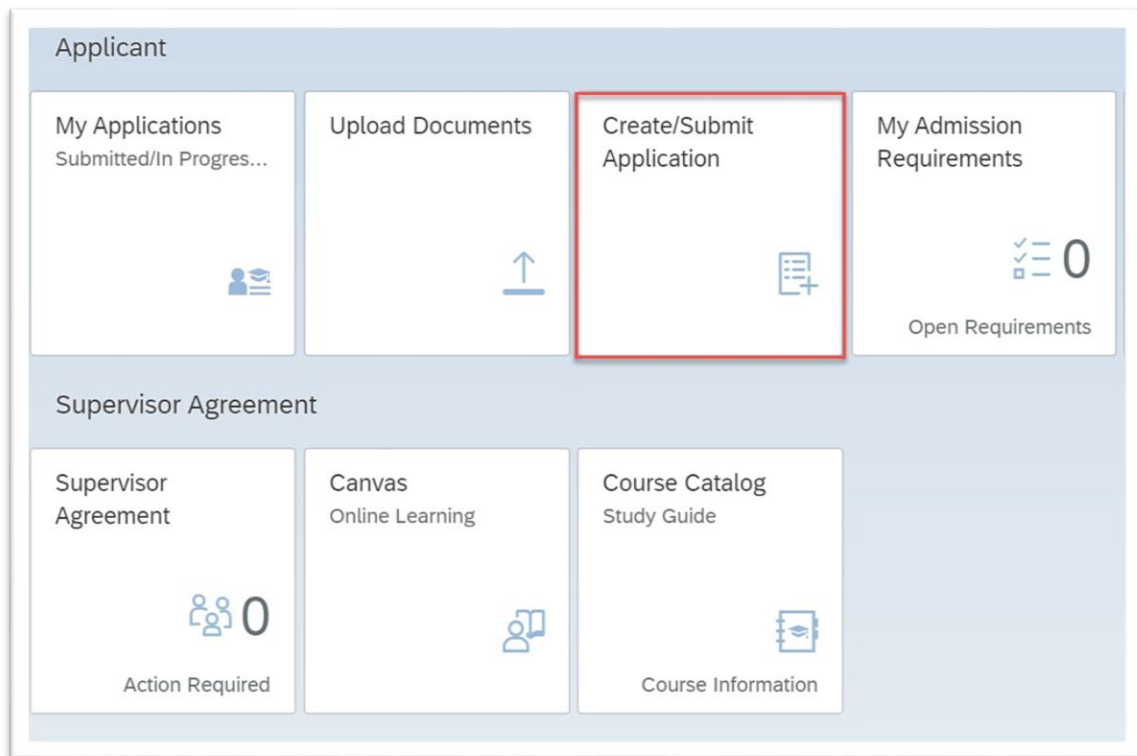 Applicant
My Applications
Submitted/In Progres...
Upload Documents
Create/Submit
Application
My Admission
Requirements
0
Open Requirements
Supervisor Agreement
Supervisor
Agreement
0
Action Required
Canvas
Online Learning
Course Catalog
Study Guide
Course Information